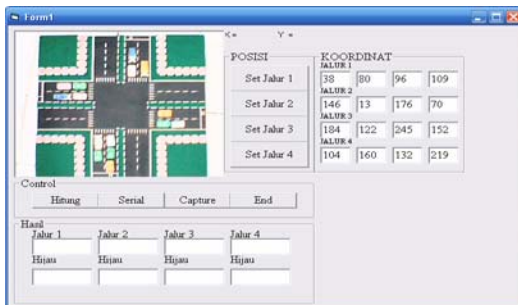 Form1
X =    Y =
POSISI
Set Jalur 1
Set Jalur 2
Set Jalur 3
Set Jalur 4
KOORDINAT
JALUR 1
38 80 96 109
JALUR 2
146 13 176 70
JALUR 3
184 122 245 152
JALUR 4
104 160 132 219
Control
Hitung Serial Capture End
Hasil
Jalur 1 Jalur 2 Jalur 3 Jalur 4
Hijau Hijau Hijau Hijau